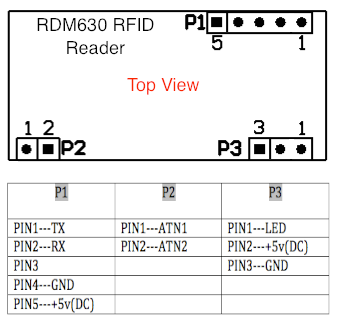 RDM630 RFID P1
Reader 5 1
Top View
1 2 P2
P3 3 1
P1 P2 P3
PIN1---TX PIN1---ATN1 PIN1---LED
PIN2---RX PIN2---ATN2 PIN2---+5v(DC)
PIN3 PIN3---GND
PIN4---GND
PIN5---+5v(DC)